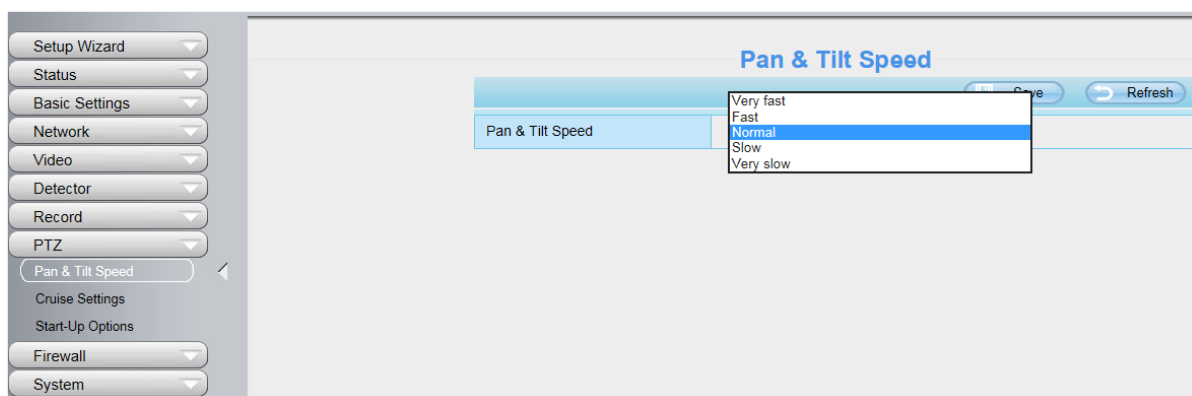 Setup Wizard
Status
Basic Settings
Network
Video
Detector
Record
PTZ
Pan & Tilt Speed
Cruise Settings
Start-Up Options
Firewall
System
Pan & Tilt Speed
Save
Refresh
Pan & Tilt Speed
Very fast
Fast
Normal
Slow
Very slow